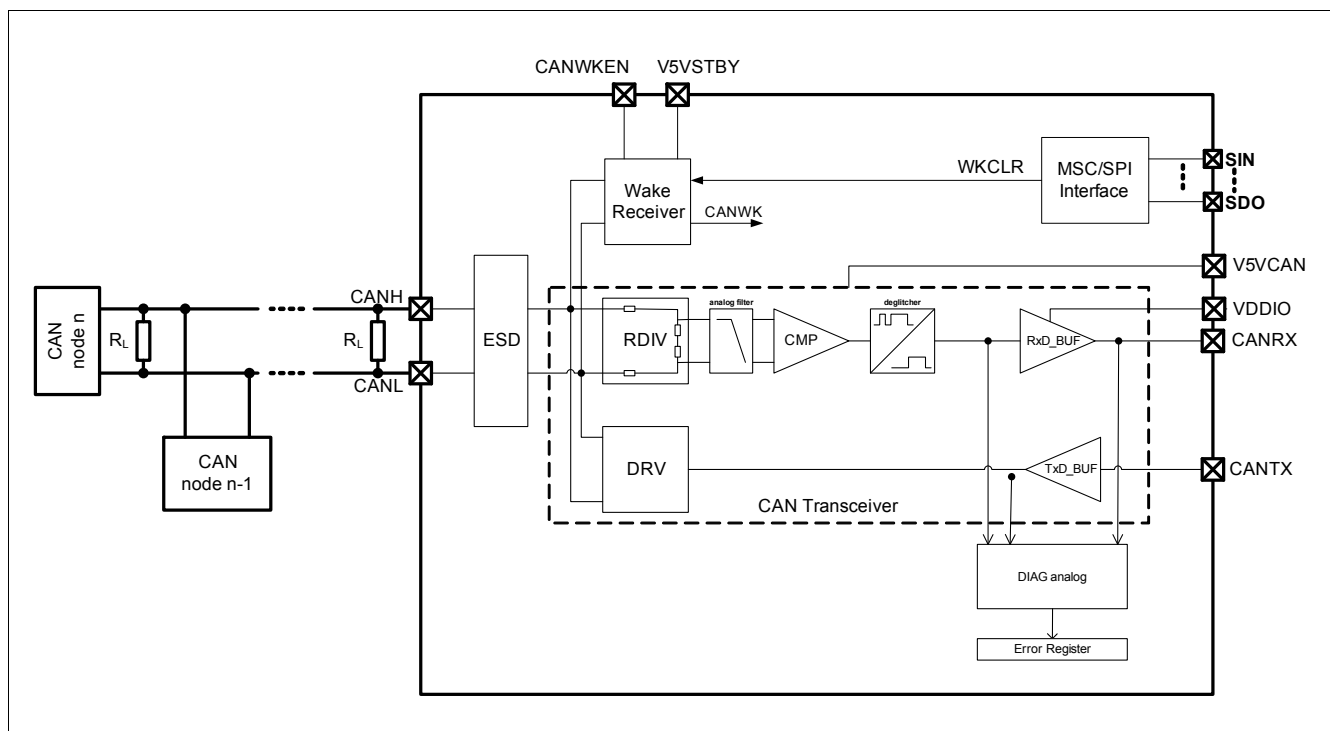 CANWKEN V5VSTBY
SIN
WKCLR
MSC/SPI
Interface
Wake
Receiver
CANWK
SDO
V5VCAN
CANH
analog filter
deglitcher
VDDIO
CAN
node n
RL
RL
ESD
RDIV
CMP
RxD_BUF
CANRX
CANL
CAN
node n-1
DRV
TxD_BUF
CANTX
CAN Transceiver
DIAG analog
Error Register